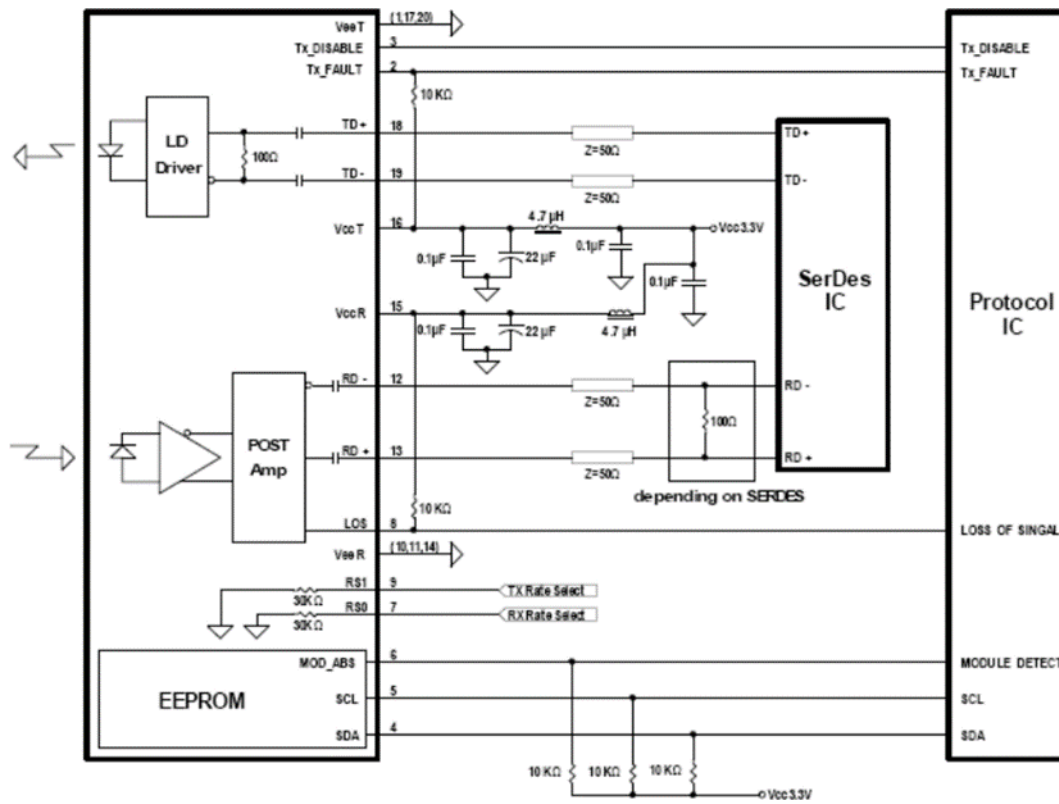 VeeT (1,17,20)
Tx_DISABLE 3 Tx_DISABLE
Tx_FAULT 2 Tx_FAULT
10 KΩ
LD
Driver
100Ω
TD+ 18 TD+
Z=50Ω
TD- 19 TD-
Z=50Ω
VccT 16 4.7 µH Vcc3.3V
0.1µF 22 µF 0.1µF
0.1µF
SerDes
IC
Protocol
IC
VccR 15
0.1µF 22 µF 4.7 µH
RD - 12 RD -
Z=50Ω
100Ω
POST
Amp
RD + 13 RD +
Z=50Ω
depending on SERDES
10 KΩ
LOS 8 LOSS OF SINGAL
VeeR (10,11,14)
RS1 9 TX Rate Select
30KΩ
RS0 7 RX Rate Select
30KΩ
MOD_ABS 6 MODULE DETECT
EEPROM
SCL 5 SCL
SDA 4 SDA
10 KΩ 10 KΩ 10 KΩ
Vcc3.3V